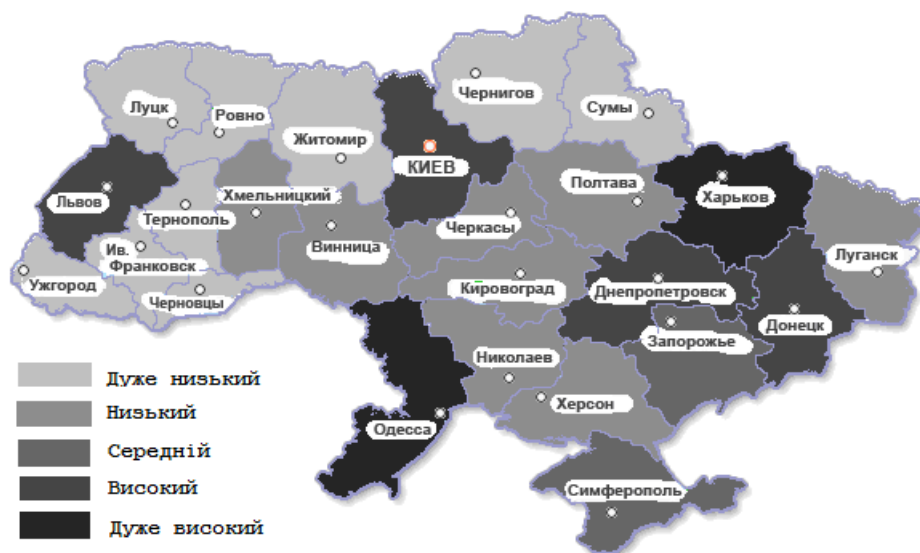 Чернигов
Луцк
Ровно
Сумы
Житомир
КИЕВ
Львов
Хмельницкий
Полтава
Харьков
Тернополь
Винница
Черкасы
Ив.
Франковск
Луганск
Ужгород
Черновцы
Кировоград
Днепропетровск
Донецк
Запорожье
Николаев
Херсон
Одесса
Симферополь
Дуже низький
Низький
Середній
Високий
Дуже високий